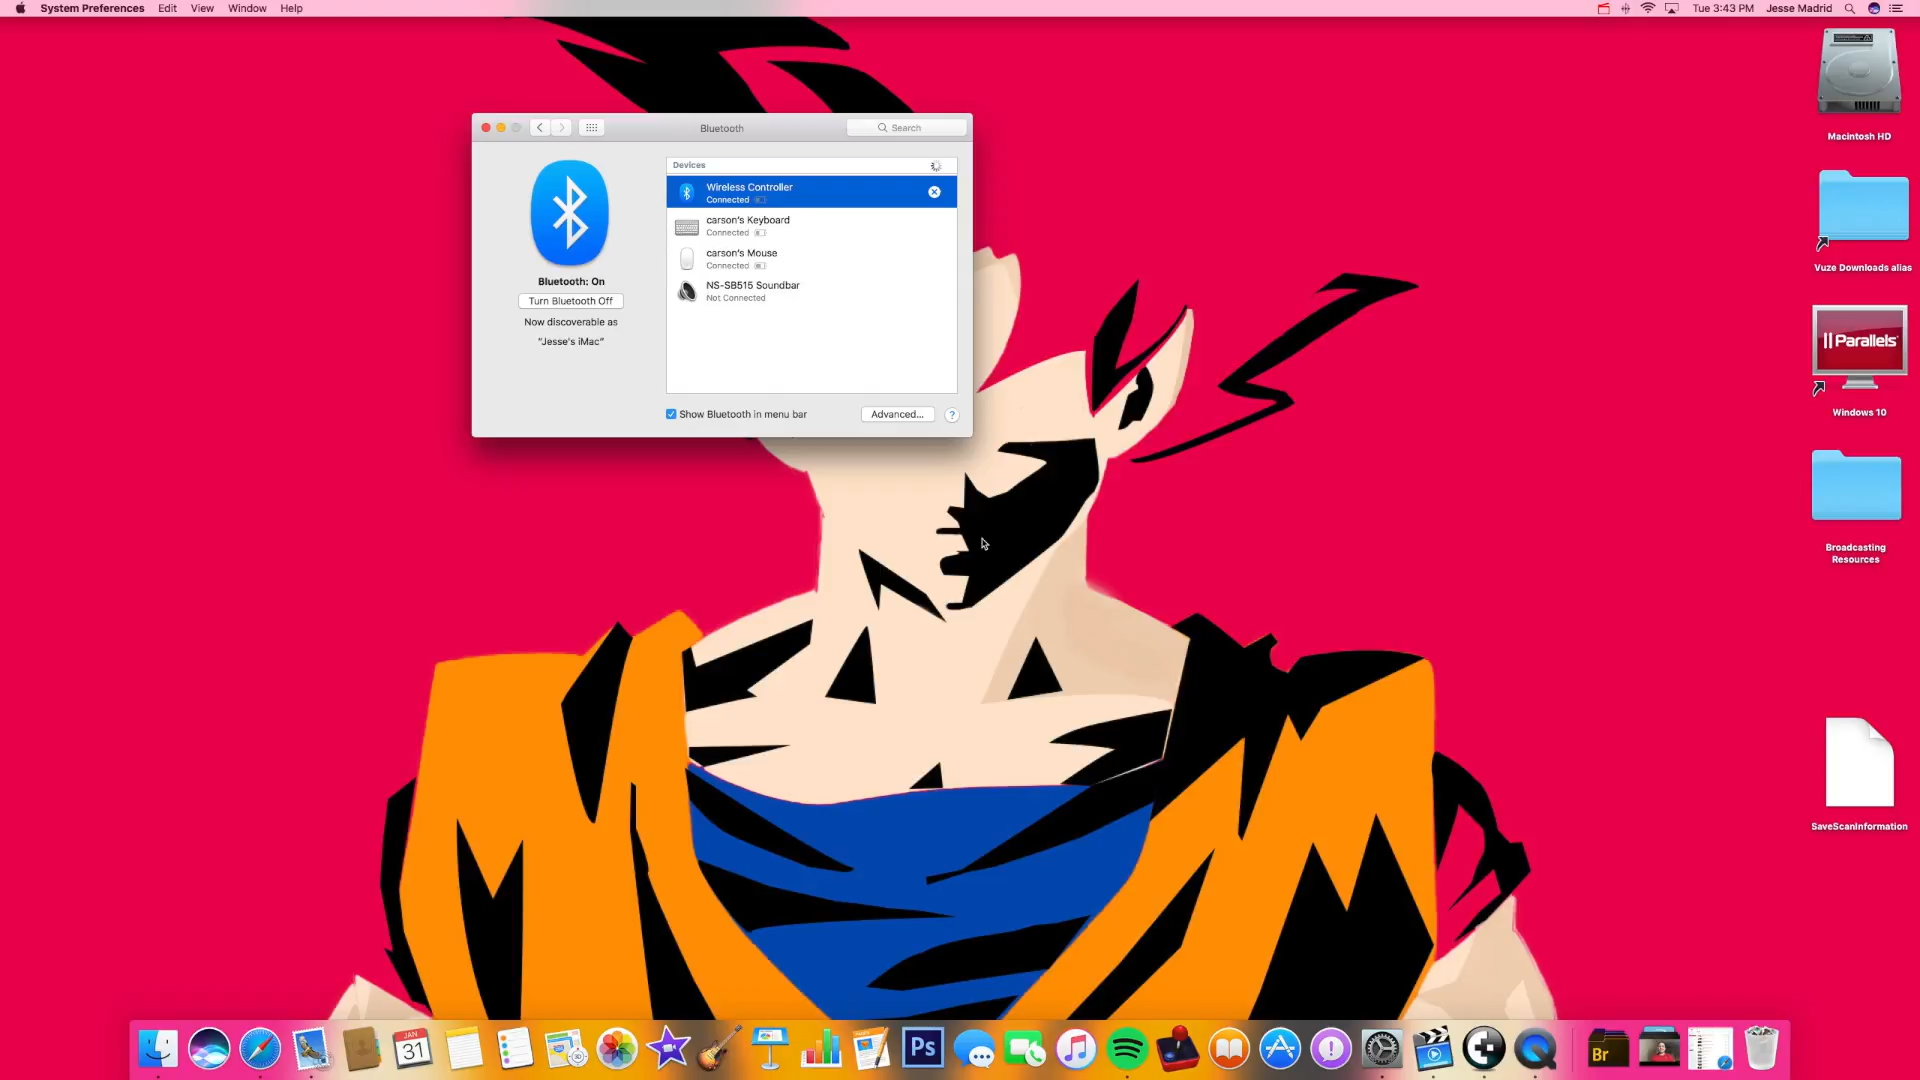 System Preferences Edit View Window Help
Tue 3:43 PM Jesse Madrid
Bluetooth
Search
Devices
Wireless Controller
Connected
carson's Keyboard
Connected
carson's Mouse
Connected
NS-SB515 Soundbar
Not Connected
Bluetooth: On
Turn Bluetooth Off
Now discoverable as
"Jesse's iMac"
Show Bluetooth in menu bar
Advanced...
?
Macintosh HD
Vuze Downloads alias
Parallels
Windows 10
Broadcasting
Resources
SaveScanInformation
JAN
31
Ps
Br